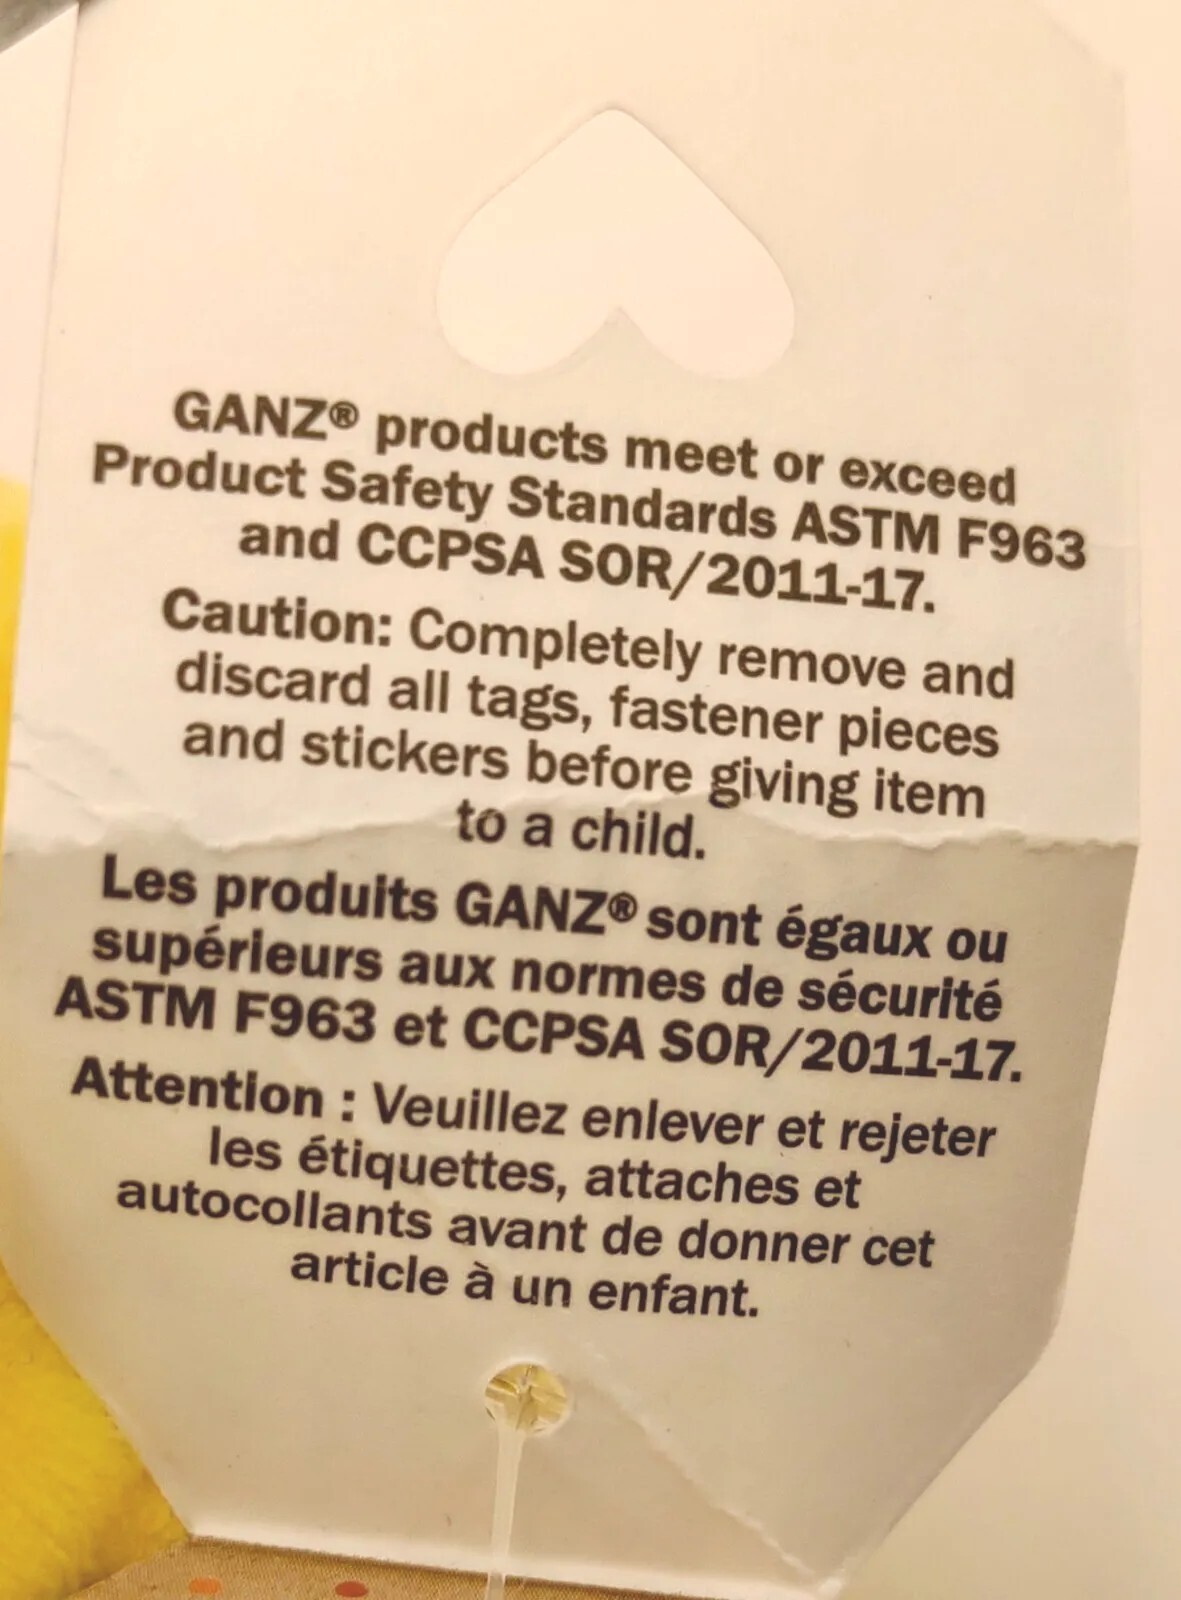 GANZ® products meet or exceed
Product Safety Standards ASTM F963
and CCPSA SOR/2011-17.
Caution: Completely remove and
discard all tags, fastener pieces
and stickers before giving item
to a child.
Les produits GANZ® sont égaux ou
supérieurs aux normes de sécurité
ASTM F963 et CCPSA SOR/2011-17.
Attention : Veuillez enlever et rejeter
les étiquettes, attaches et
autocollants avant de donner cet
article à un enfant.